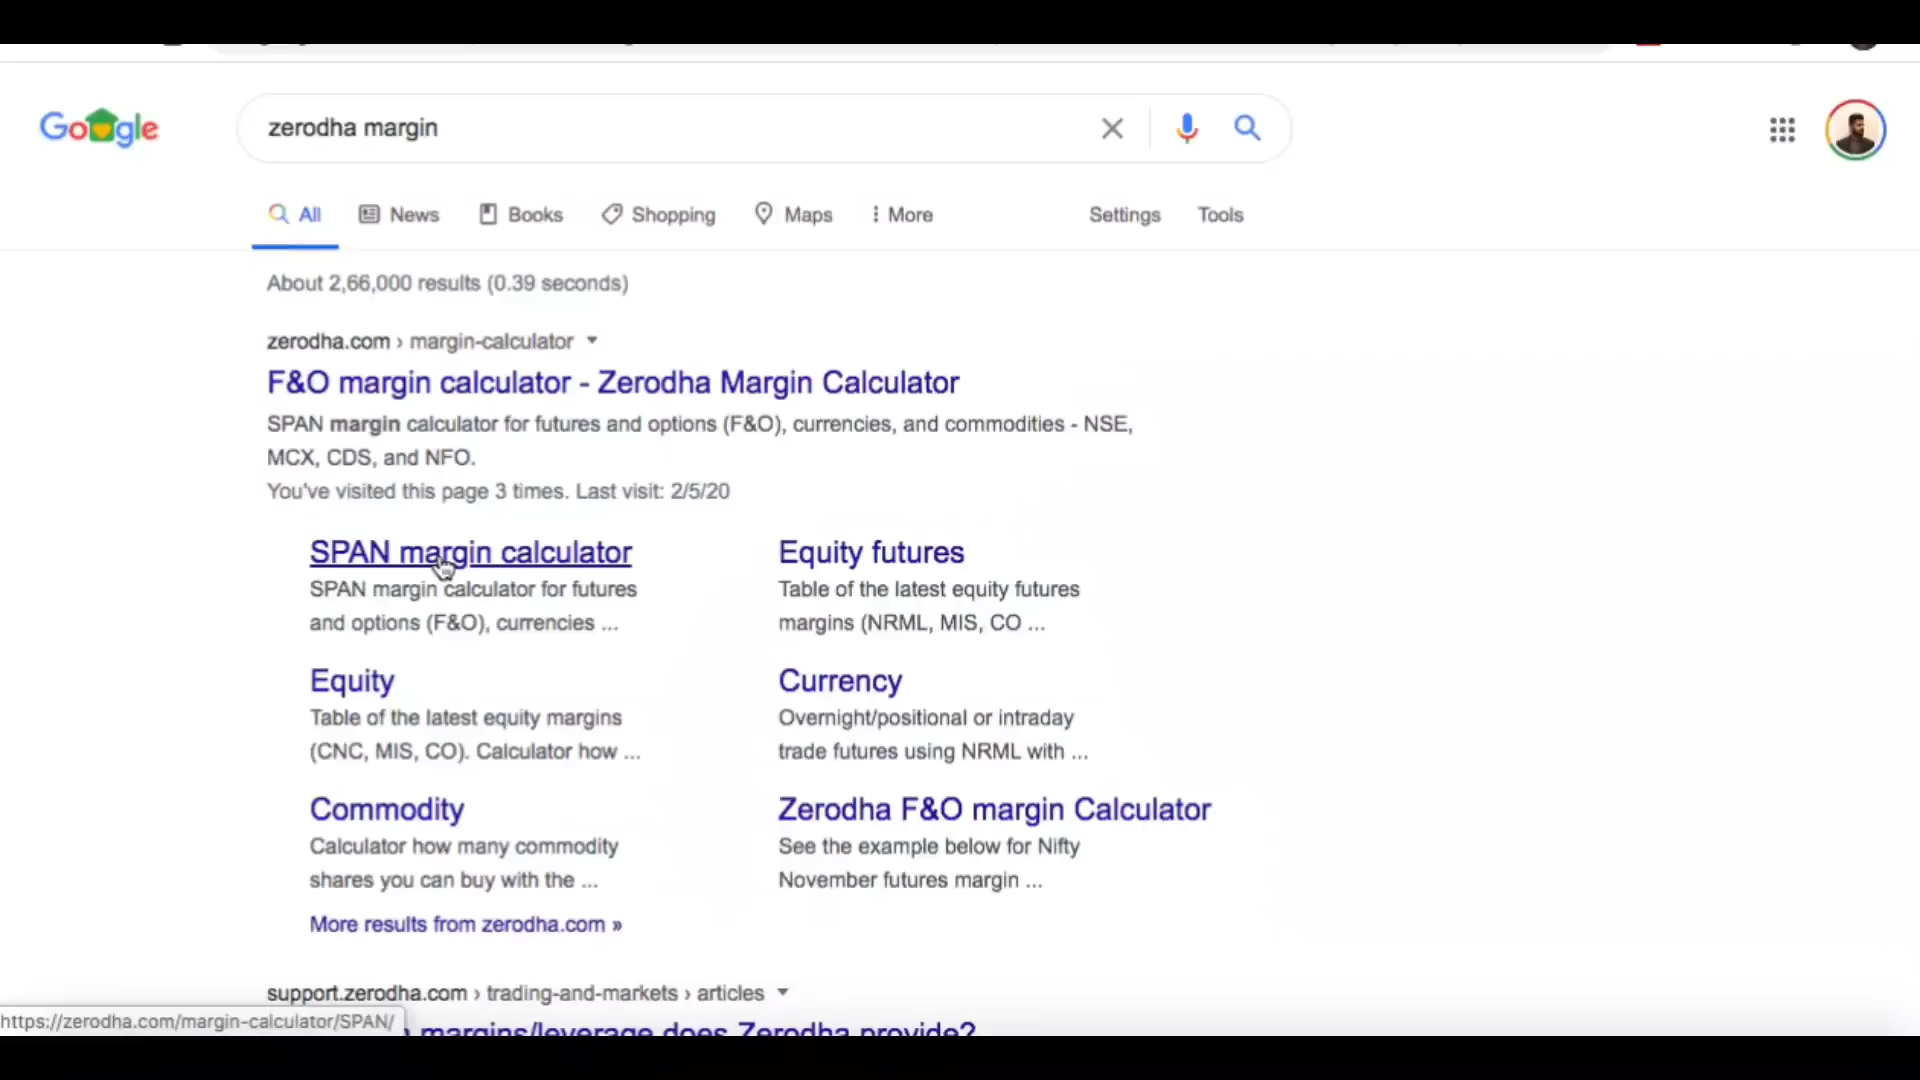 Google
zerodha margin
All News Books Shopping Maps More Settings Tools
About 2,66,000 results (0.39 seconds)
zerodha.com › margin-calculator
F&O margin calculator - Zerodha Margin Calculator
SPAN margin calculator for futures and options (F&O), currencies, and commodities - NSE,
MCX, CDS, and NFO.
You've visited this page 3 times. Last visit: 2/5/20
SPAN margin calculator
SPAN margin calculator for futures
and options (F&O), currencies ...
Equity futures
Table of the latest equity futures
margins (NRML, MIS, CO ...
Equity
Table of the latest equity margins
(CNC, MIS, CO). Calculator how ...
Currency
Overnight/positional or intraday
trade futures using NRML with ...
Commodity
Calculator how many commodity
shares you can buy with the ...
Zerodha F&O margin Calculator
See the example below for Nifty
November futures margin ...
More results from zerodha.com »
support.zerodha.com › trading-and-markets › articles
margins/leverage does Zerodha provide?
https://zerodha.com/margin-calculator/SPAN/